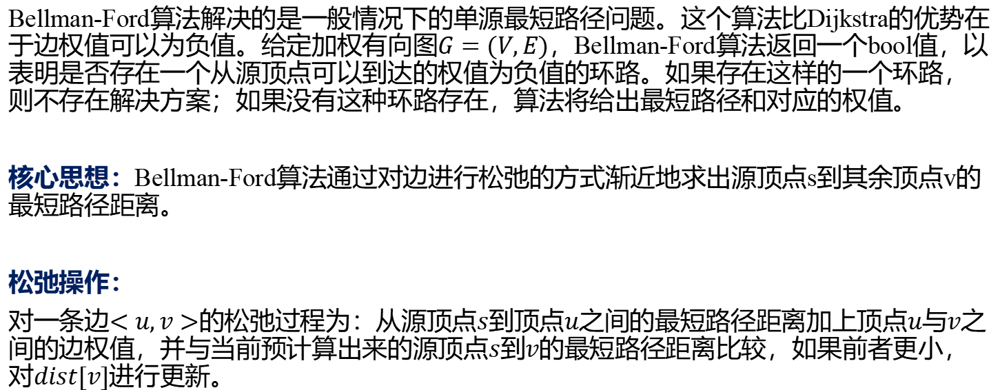 Bellman-Ford算法解决的是一般情况下的单源最短路径问题。这个算法比Dijkstra的优势在
于边权值可以为负值。给定加权有向图G = (V, E)，Bellman-Ford算法返回一个bool值，以
表明是否存在一个从源顶点可以到达的权值为负值的环路。如果存在这样的一个环路，
则不存在解决方案；如果没有这种环路存在，算法将给出最短路径和对应的权值。
核心思想：Bellman-Ford算法通过对边进行松弛的方式渐近地求出源顶点s到其余顶点v的
最短路径距离。
松弛操作：
对一条边< u, v >的松弛过程为：从源顶点s到顶点u之间的最短路径距离加上顶点u与v之
间的边权值，并与当前预计算出来的源顶点s到v的最短路径距离比较，如果前者更小，
对dist[v]进行更新。